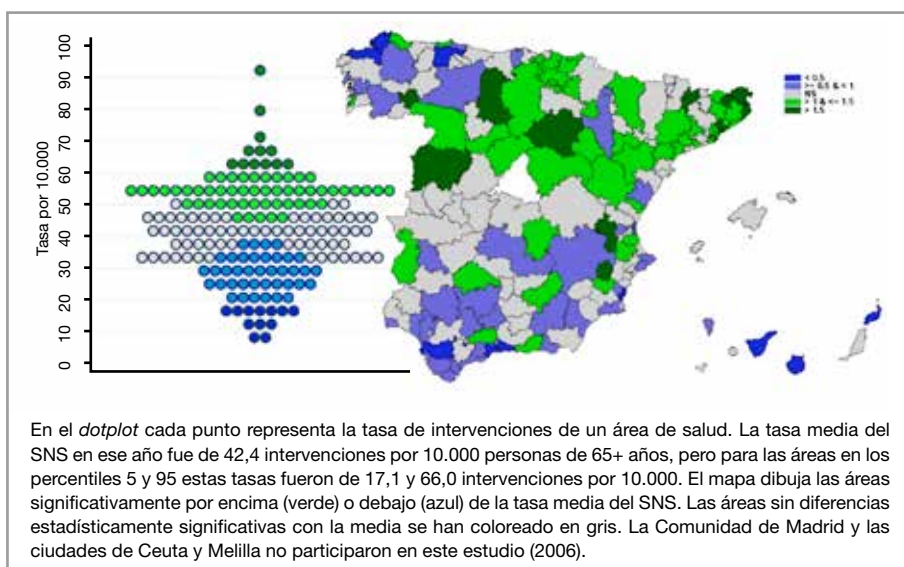 100
90
80
70
60
50
40
30
20
10
0
Tasa por 10.000
< 0.5
>= 0.5 & < 1
NS
> 1 & <= 1.5
> 1.5
En el dotplot cada punto representa la tasa de intervenciones de un área de salud. La tasa media del
SNS en ese año fue de 42,4 intervenciones por 10.000 personas de 65+ años, pero para las áreas en los
percentiles 5 y 95 estas tasas fueron de 17,1 y 66,0 intervenciones por 10.000. El mapa dibuja las áreas
significativamente por encima (verde) o debajo (azul) de la tasa media del SNS. Las áreas sin diferencias
estadísticamente significativas con la media se han coloreado en gris. La Comunidad de Madrid y las
ciudades de Ceuta y Melilla no participaron en este estudio (2006).